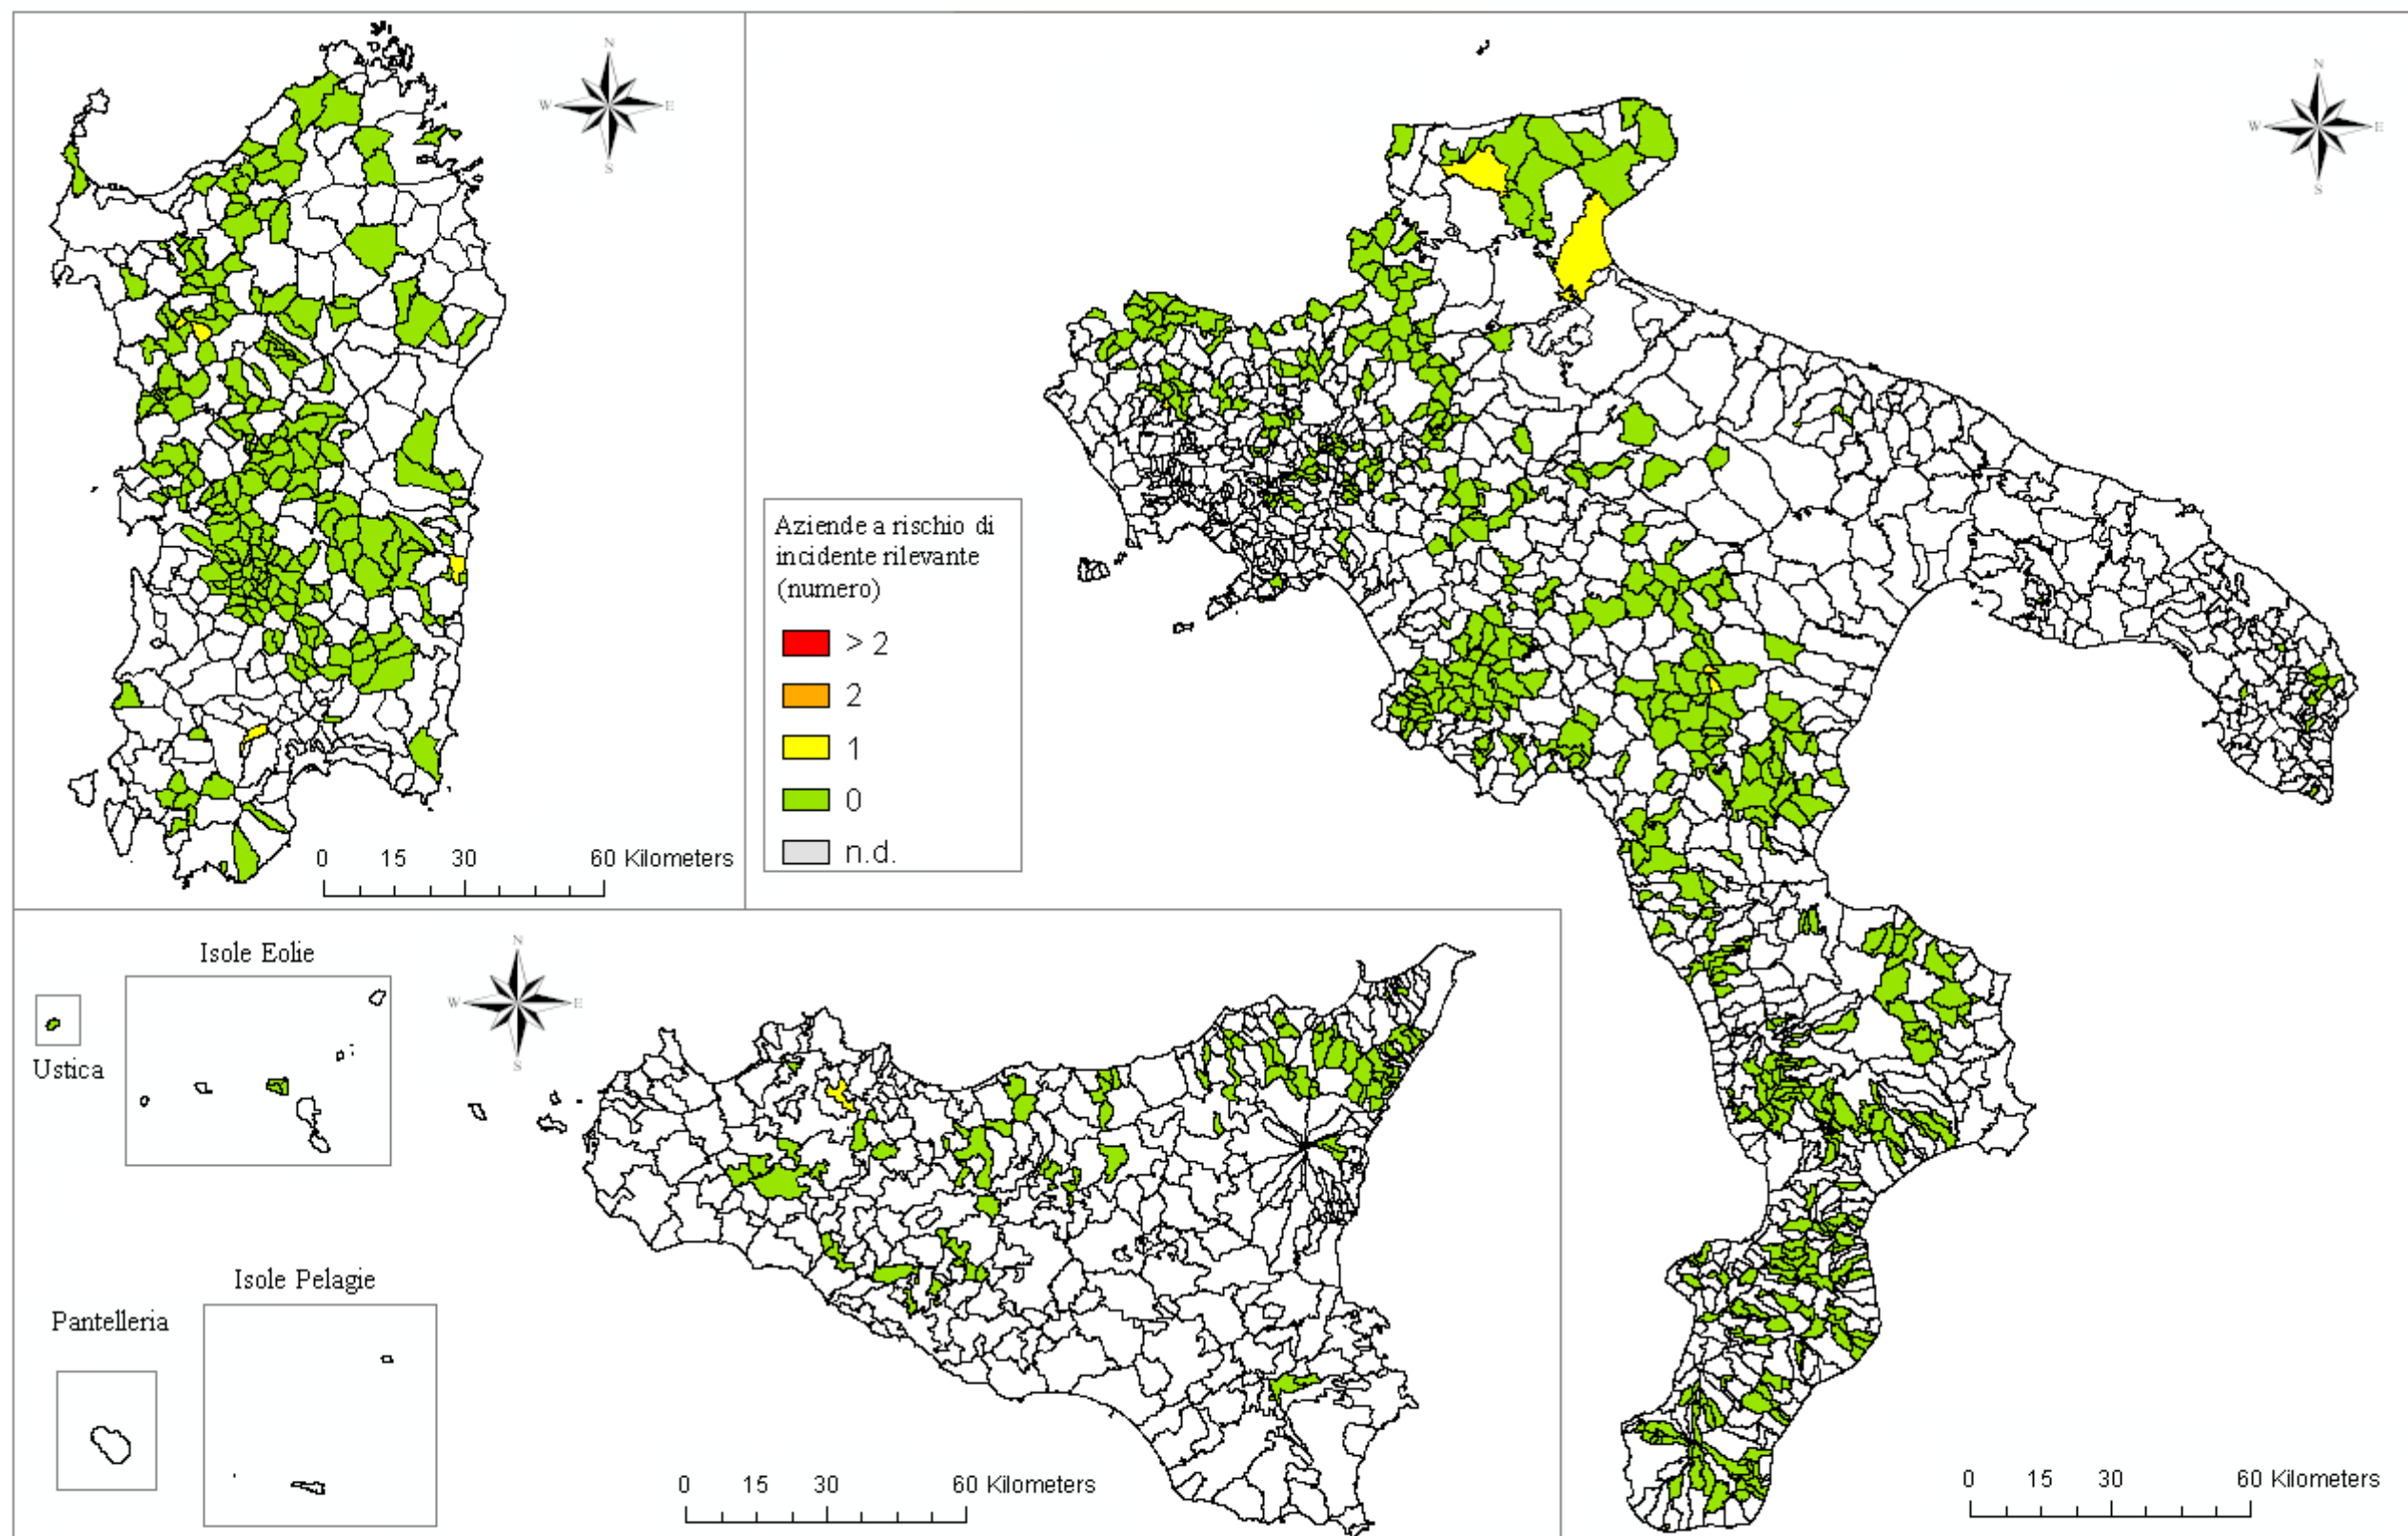 N
W E
S
N
W E
S
Aziende a rischio di
incidente rilevante
(numero)
> 2
2
1
0
n.d.
0 15 30 60 Kilometers
Isole Eolie
N
W E
S
Ustica
Isole Pelagie
Pantelleria
0 15 30 60 Kilometers
0 15 30 60 Kilometers